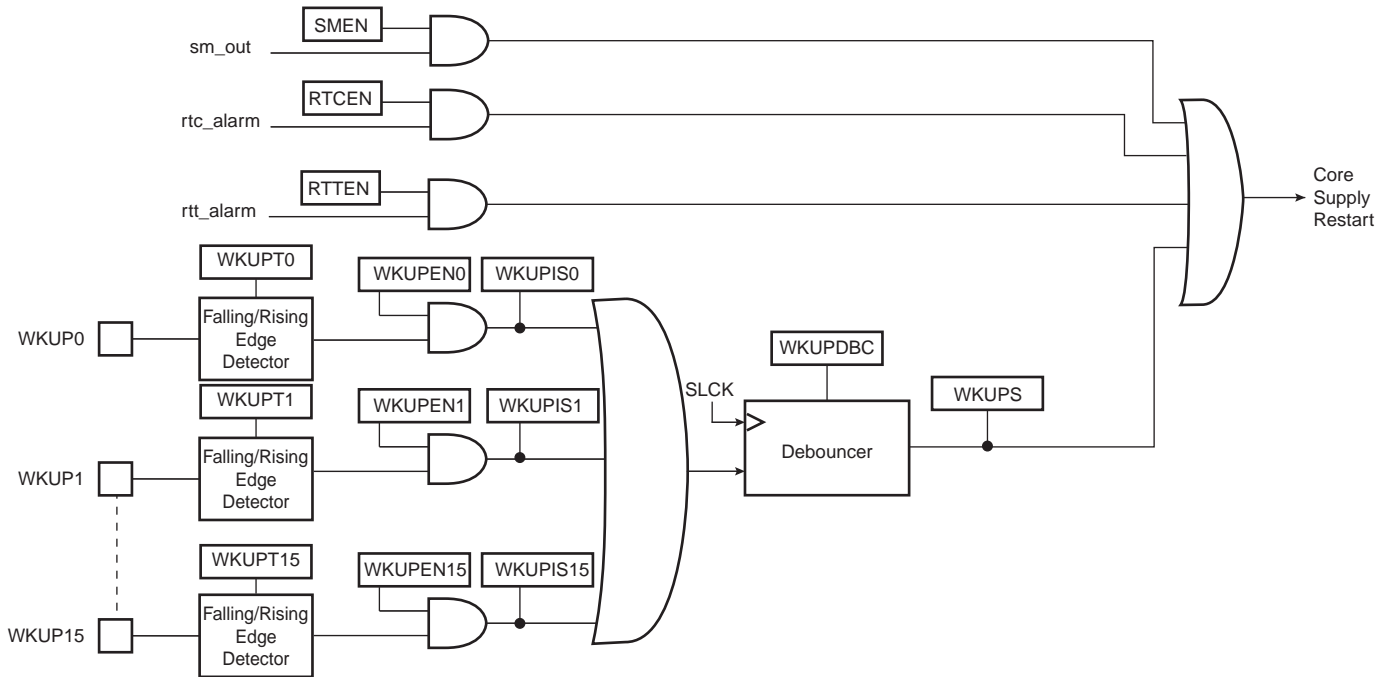 SMEN
sm_out
RTCEN
rtc_alarm
RTTEN
rtt_alarm
Core
Supply
Restart
WKUPT0
WKUPEN0
WKUPIS0
WKUP0
Falling/Rising
Edge
Detector
WKUPT1
WKUPEN1
WKUPIS1
WKUP1
Falling/Rising
Edge
Detector
SLCK
WKUPDBC
Debouncer
WKUPS
WKUPT15
WKUPEN15
WKUPIS15
WKUP15
Falling/Rising
Edge
Detector